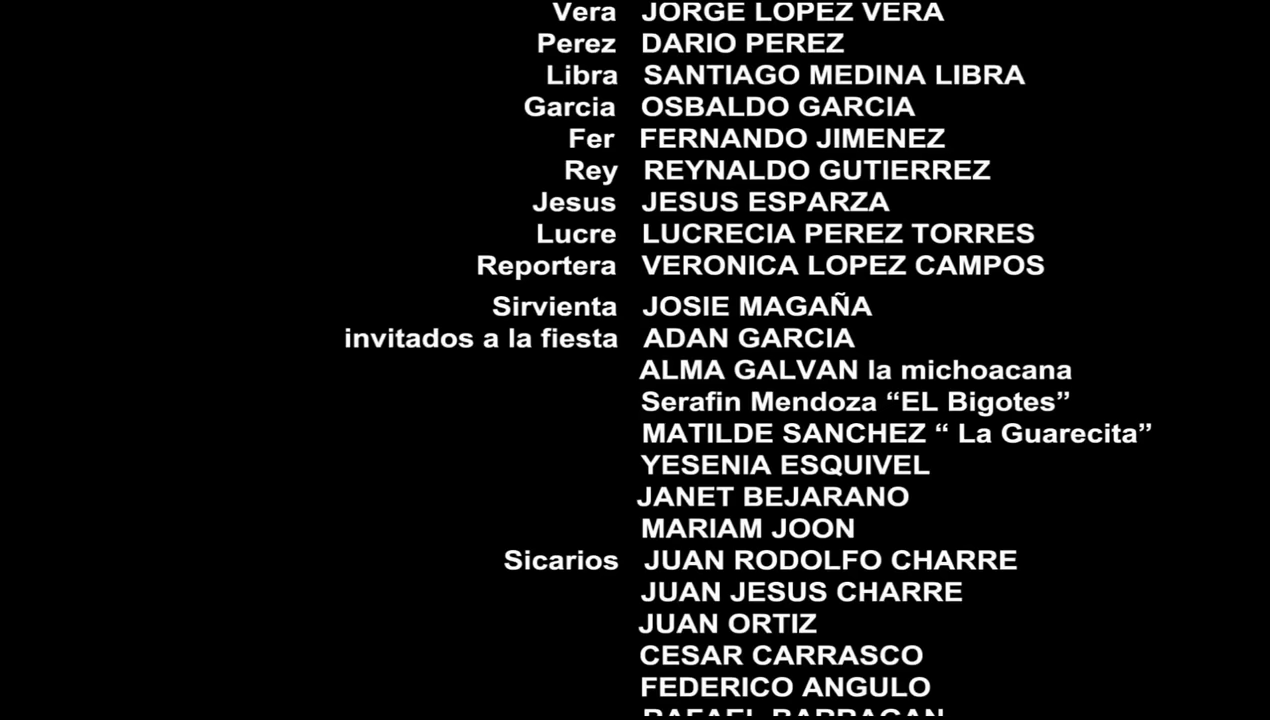 Vera JORGE LOPEZ VERA
Perez DARIO PEREZ
Libra SANTIAGO MEDINA LIBRA
Garcia OSBALDO GARCIA
Fer FERNANDO JIMENEZ
Rey REYNALDO GUTIERREZ
Jesus JESUS ESPARZA
Lucre LUCRECIA PEREZ TORRES
Reportera VERONICA LOPEZ CAMPOS
Sirvienta JOSIE MAGAÑA
invitados a la fiesta ADAN GARCIA
ALMA GALVAN la michoacana
Serafin Mendoza “EL Bigotes”
MATILDE SANCHEZ “ La Guarecita”
YESENIA ESQUIVEL
JANET BEJARANO
MARIAM JOON
Sicarios JUAN RODOLFO CHARRE
JUAN JESUS CHARRE
JUAN ORTIZ
CESAR CARRASCO
FEDERICO ANGULO
RAFAEL BARRAGAN